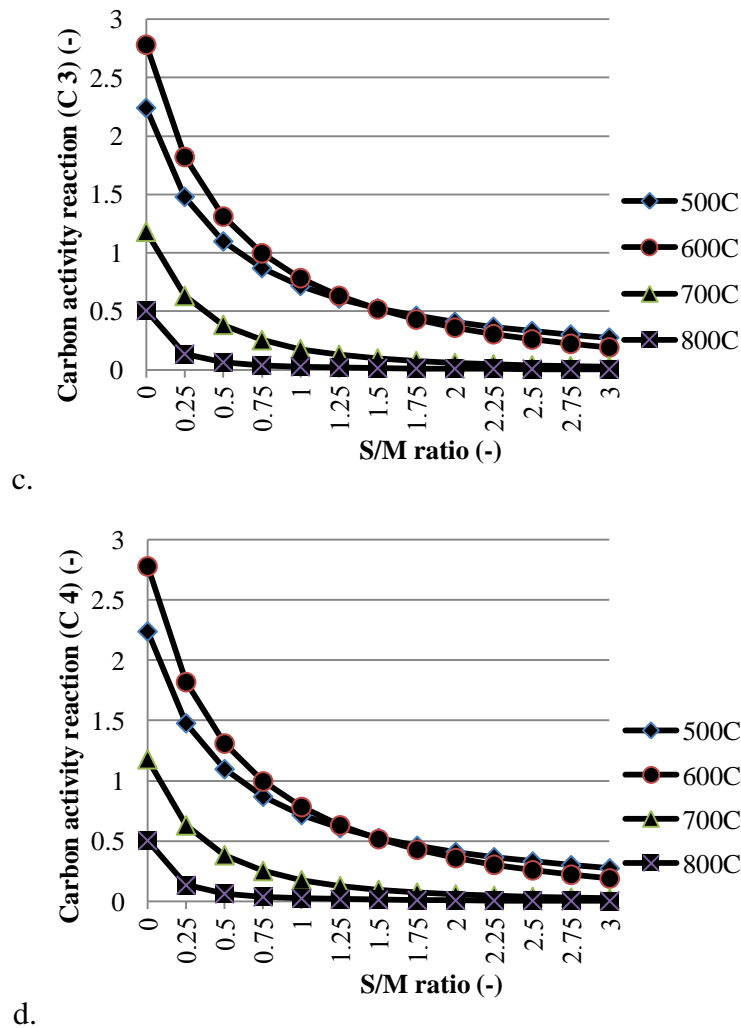 Carbon activity reaction (C 3) (-)
3
2.5
2
1.5
1
0.5
0
0
0.25
0.5
0.75
1
1.25
1.5
1.75
2
2.25
2.5
2.75
3
S/M ratio (-)
500C
600C
700C
800C
c.
Carbon activity reaction (C 4) (-)
3
2.5
2
1.5
1
0.5
0
0
0.25
0.5
0.75
1
1.25
1.5
1.75
2
2.25
2.5
2.75
3
S/M ratio (-)
500C
600C
700C
800C
d.